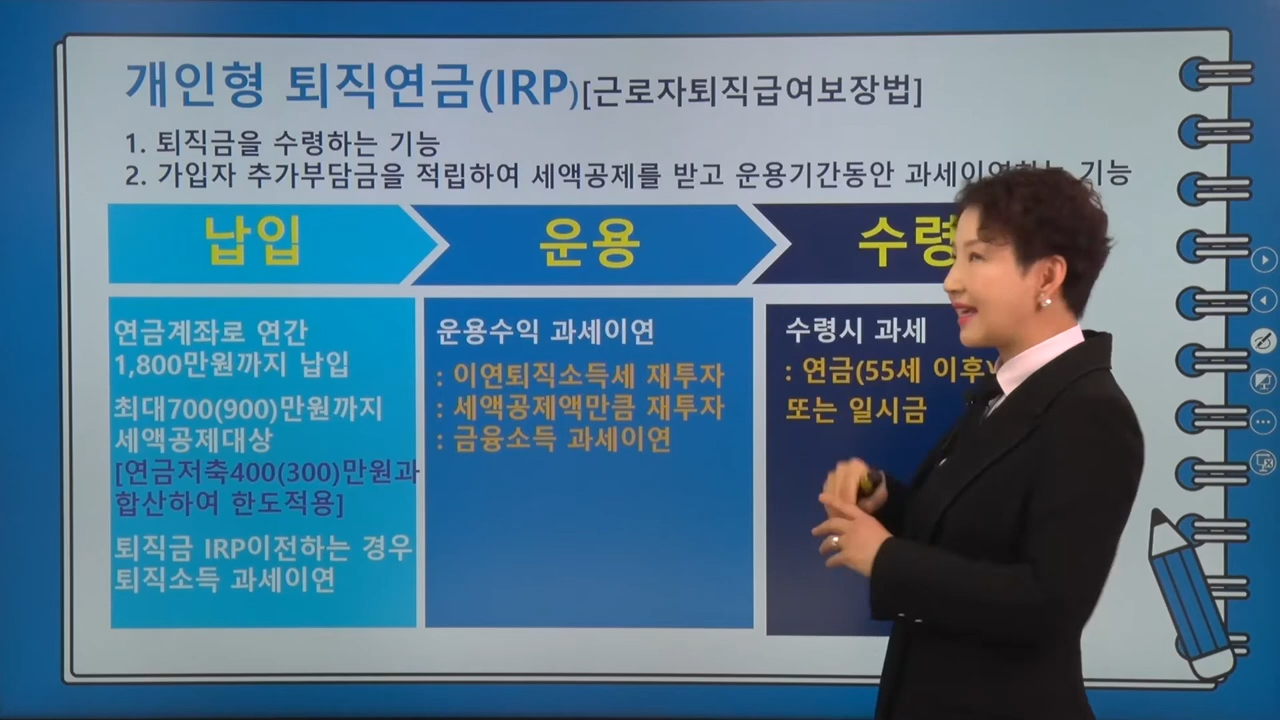 개인형 퇴직연금(IRP)[근로자퇴직급여보장법]
1. 퇴직금을 수령하는 기능
2. 가입자 추가부담금을 적립하여 세액공제를 받고 운용기간동안 기능
납입
운용
연금계좌로 연간
1,800만원까지 납입
최대700(900)만원까지
세액공제대상
[연금저축400(300)만원과
합산하여 한도적용]
퇴직금 IRP이전하는 경우
퇴직소득 과세이연
운용수익 과세이연
: 이연퇴직소득세 재투자
: 세액공제액만큼 재투자
: 금융소득 과세이연
수령시 과세
: 연금(55세 이후)
또는 일시금